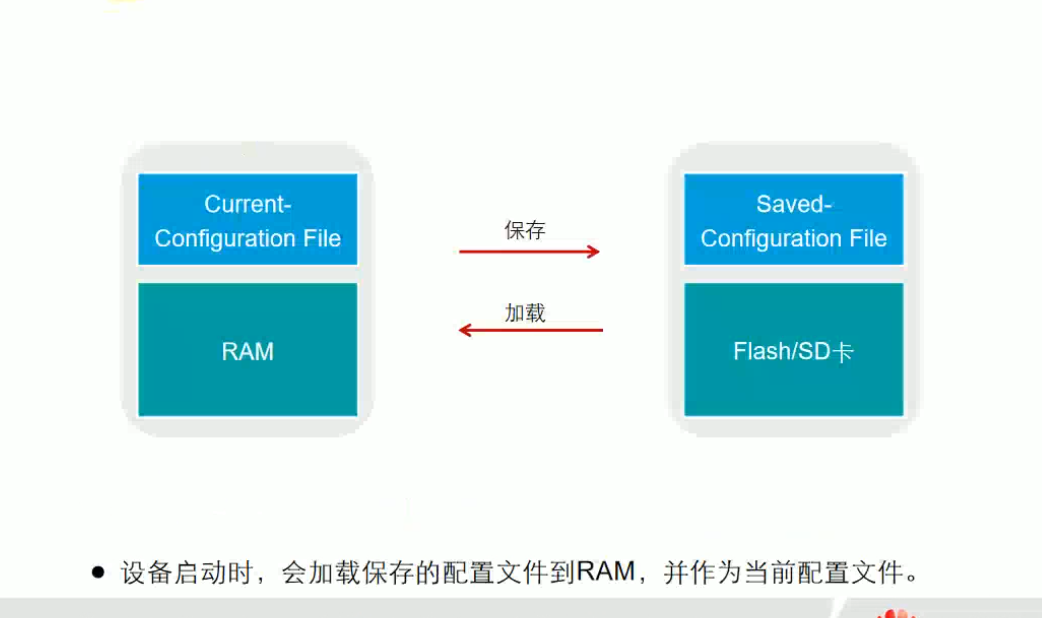 Current-
Configuration File
RAM
保存
加载
Saved-
Configuration File
Flash/SD卡
● 设备启动时，会加载保存的配置文件到RAM，并作为当前配置文件。